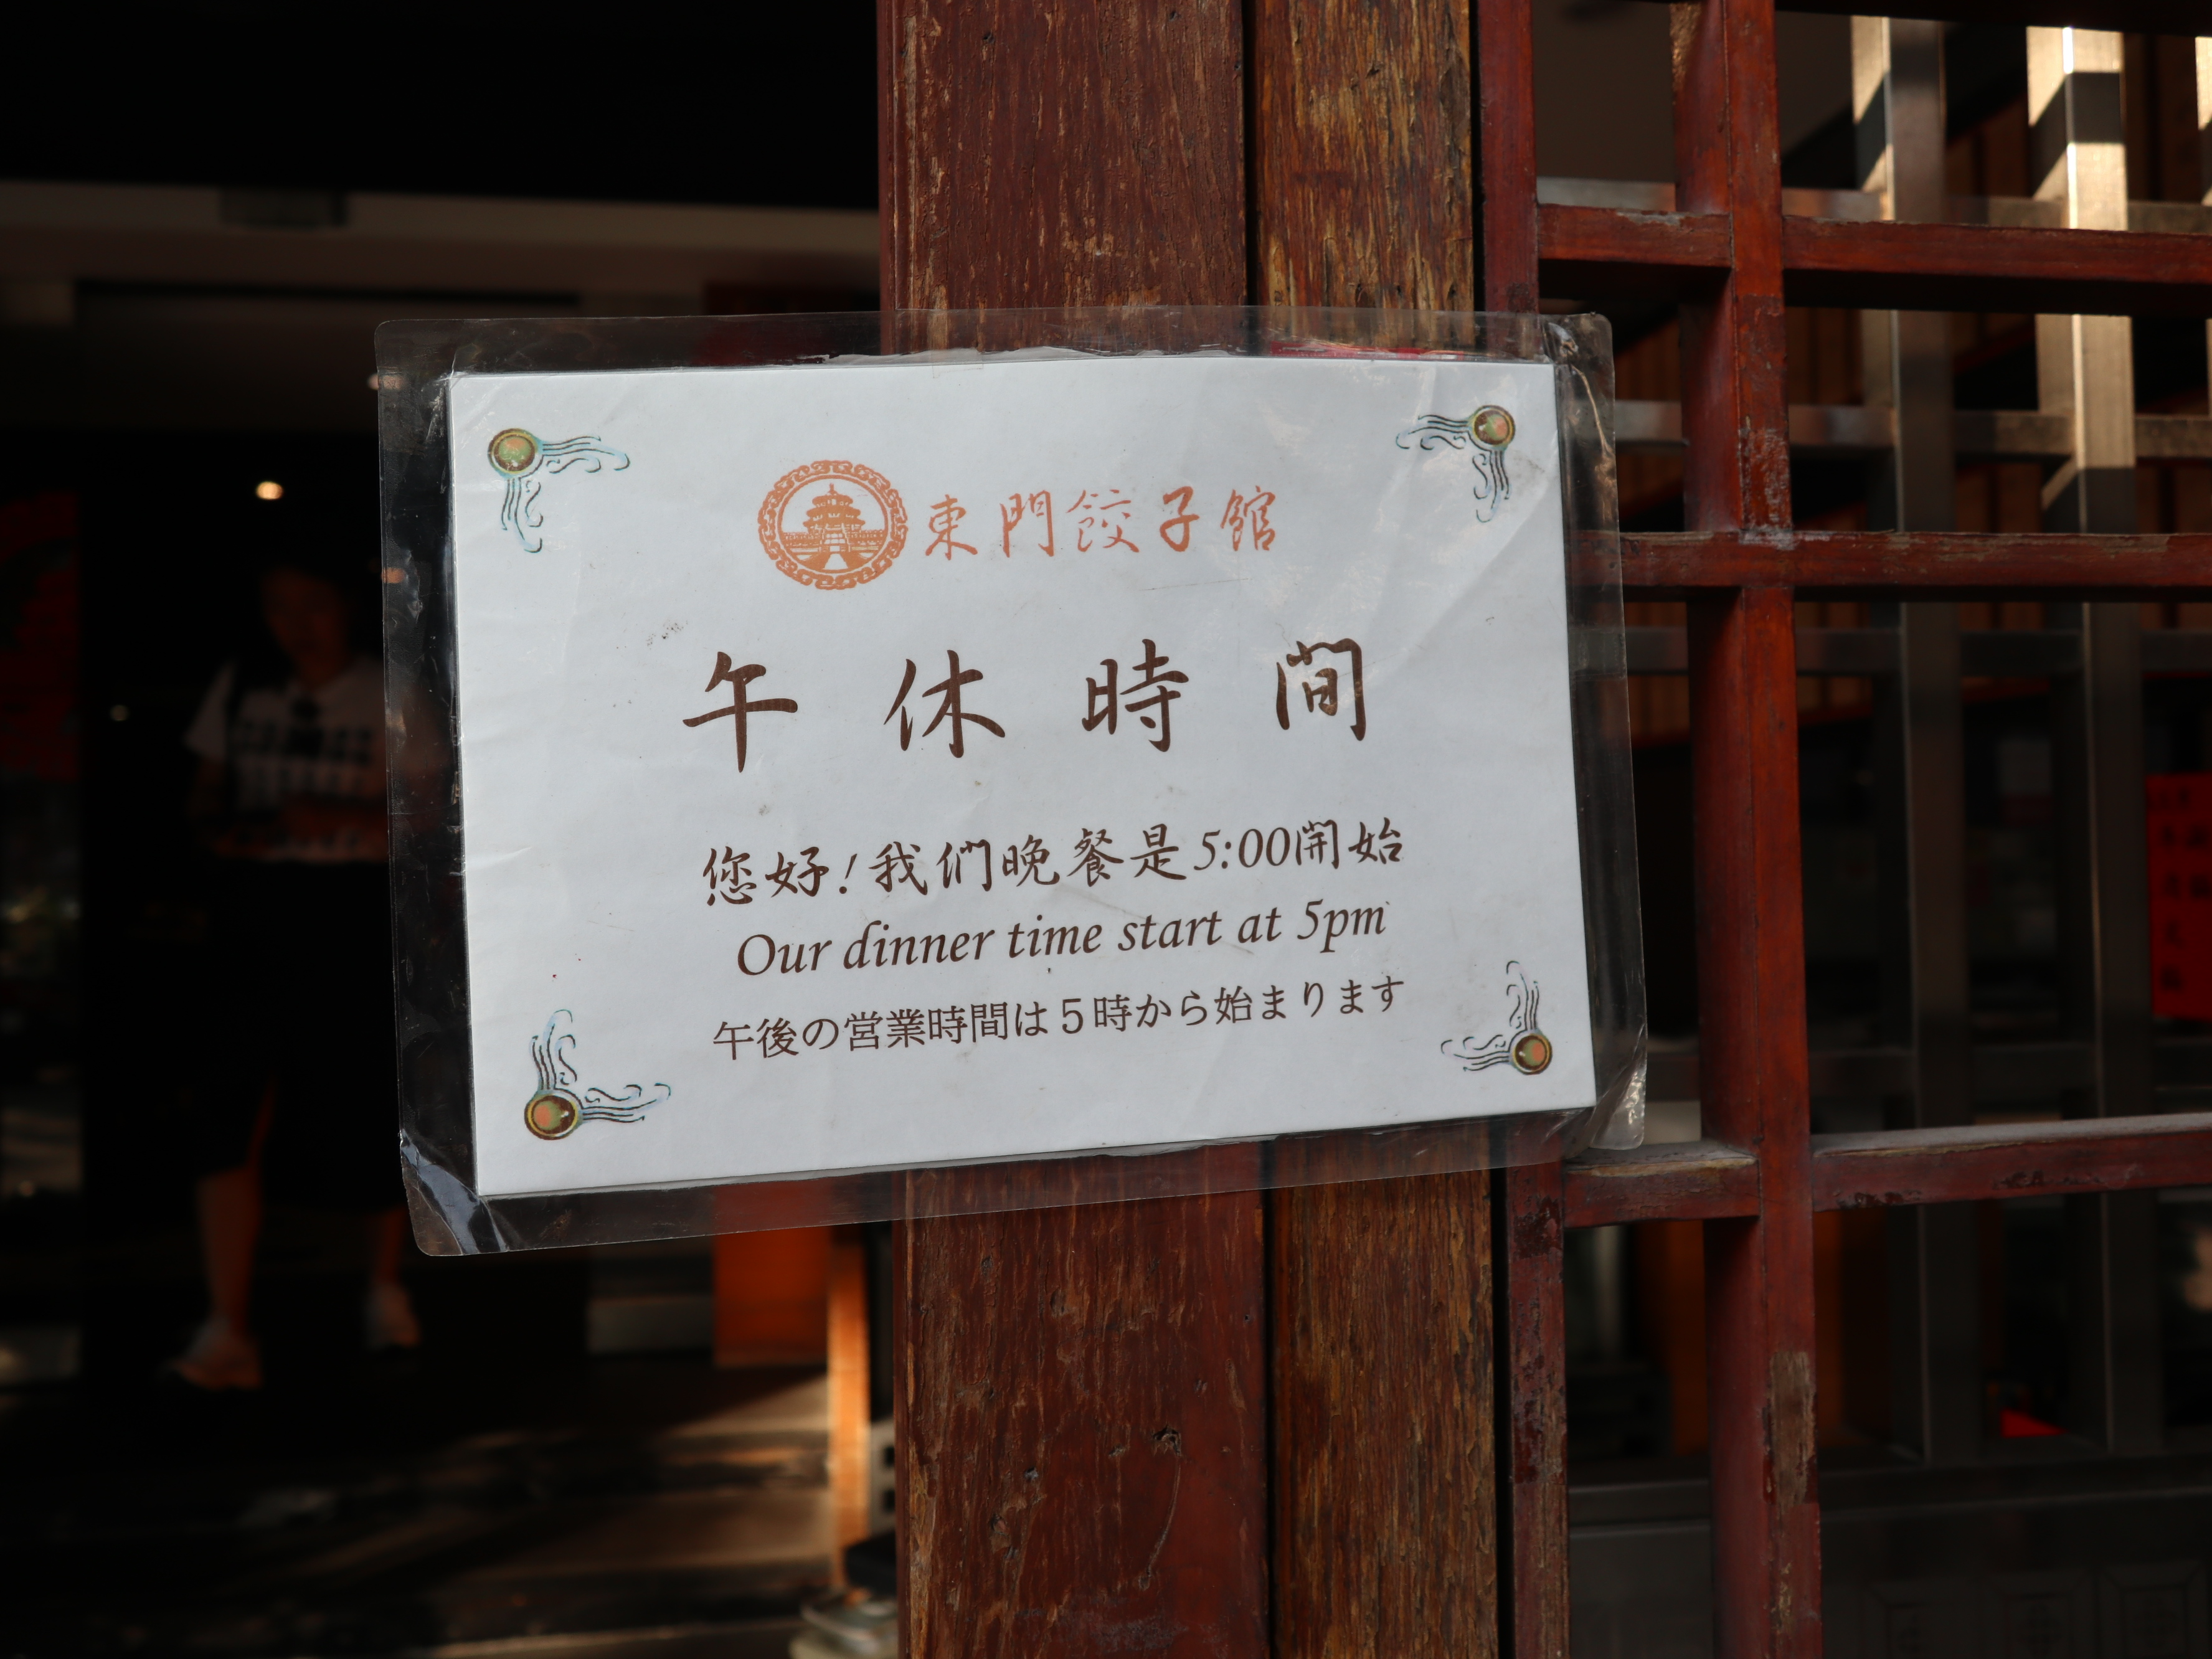 東門餃子館
午休時間
您好!我們晚餐是5:00開始
Our dinner time start at 5pm
午後の営業時間は5時から始まります